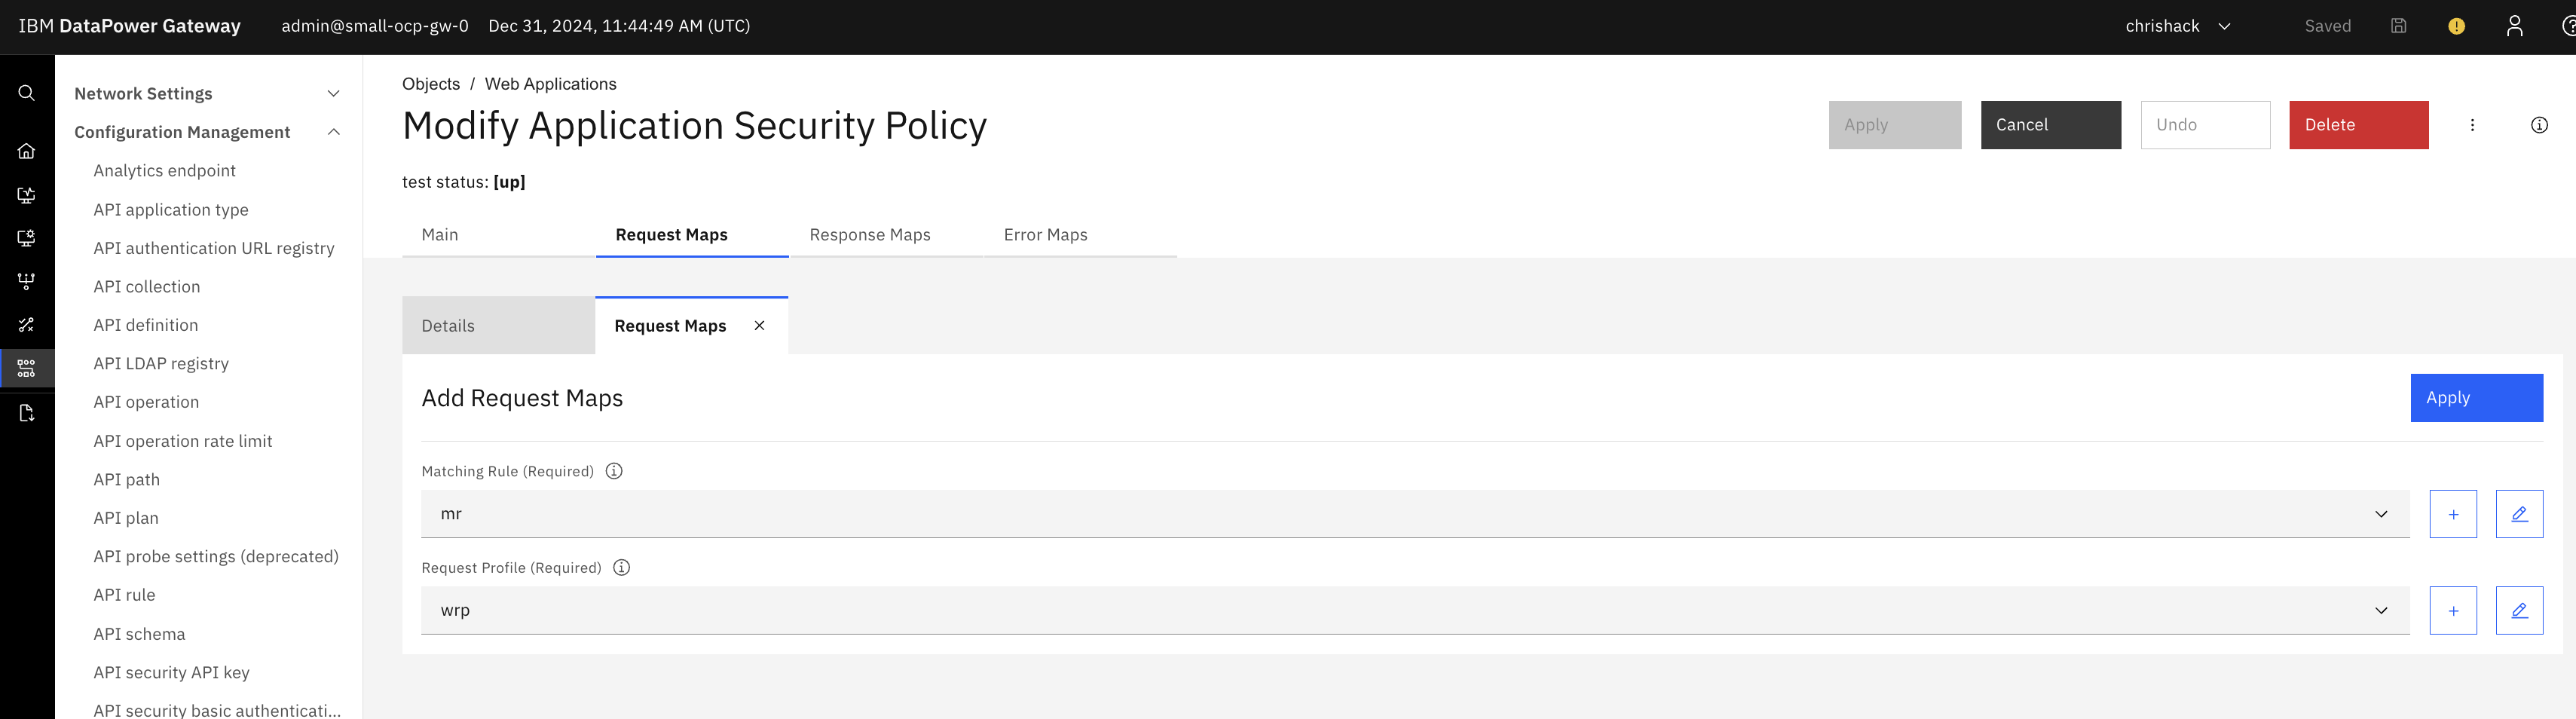 IBM DataPower Gateway admin@small-ocp-gw-0 Dec 31, 2024, 11:44:49 AM (UTC) chrishack Saved
Network Settings
Configuration Management
Analytics endpoint
API application type
API authentication URL registry
API collection
API definition
API LDAP registry
API operation
API operation rate limit
API path
API plan
API probe settings (deprecated)
API rule
API schema
API security API key
API security basic authenticati...
Objects / Web Applications
Modify Application Security Policy
Apply Cancel Undo Delete
test status: [up]
Main Request Maps Response Maps Error Maps
Details Request Maps
Add Request Maps
Apply
Matching Rule (Required)
mr
Request Profile (Required)
wrp